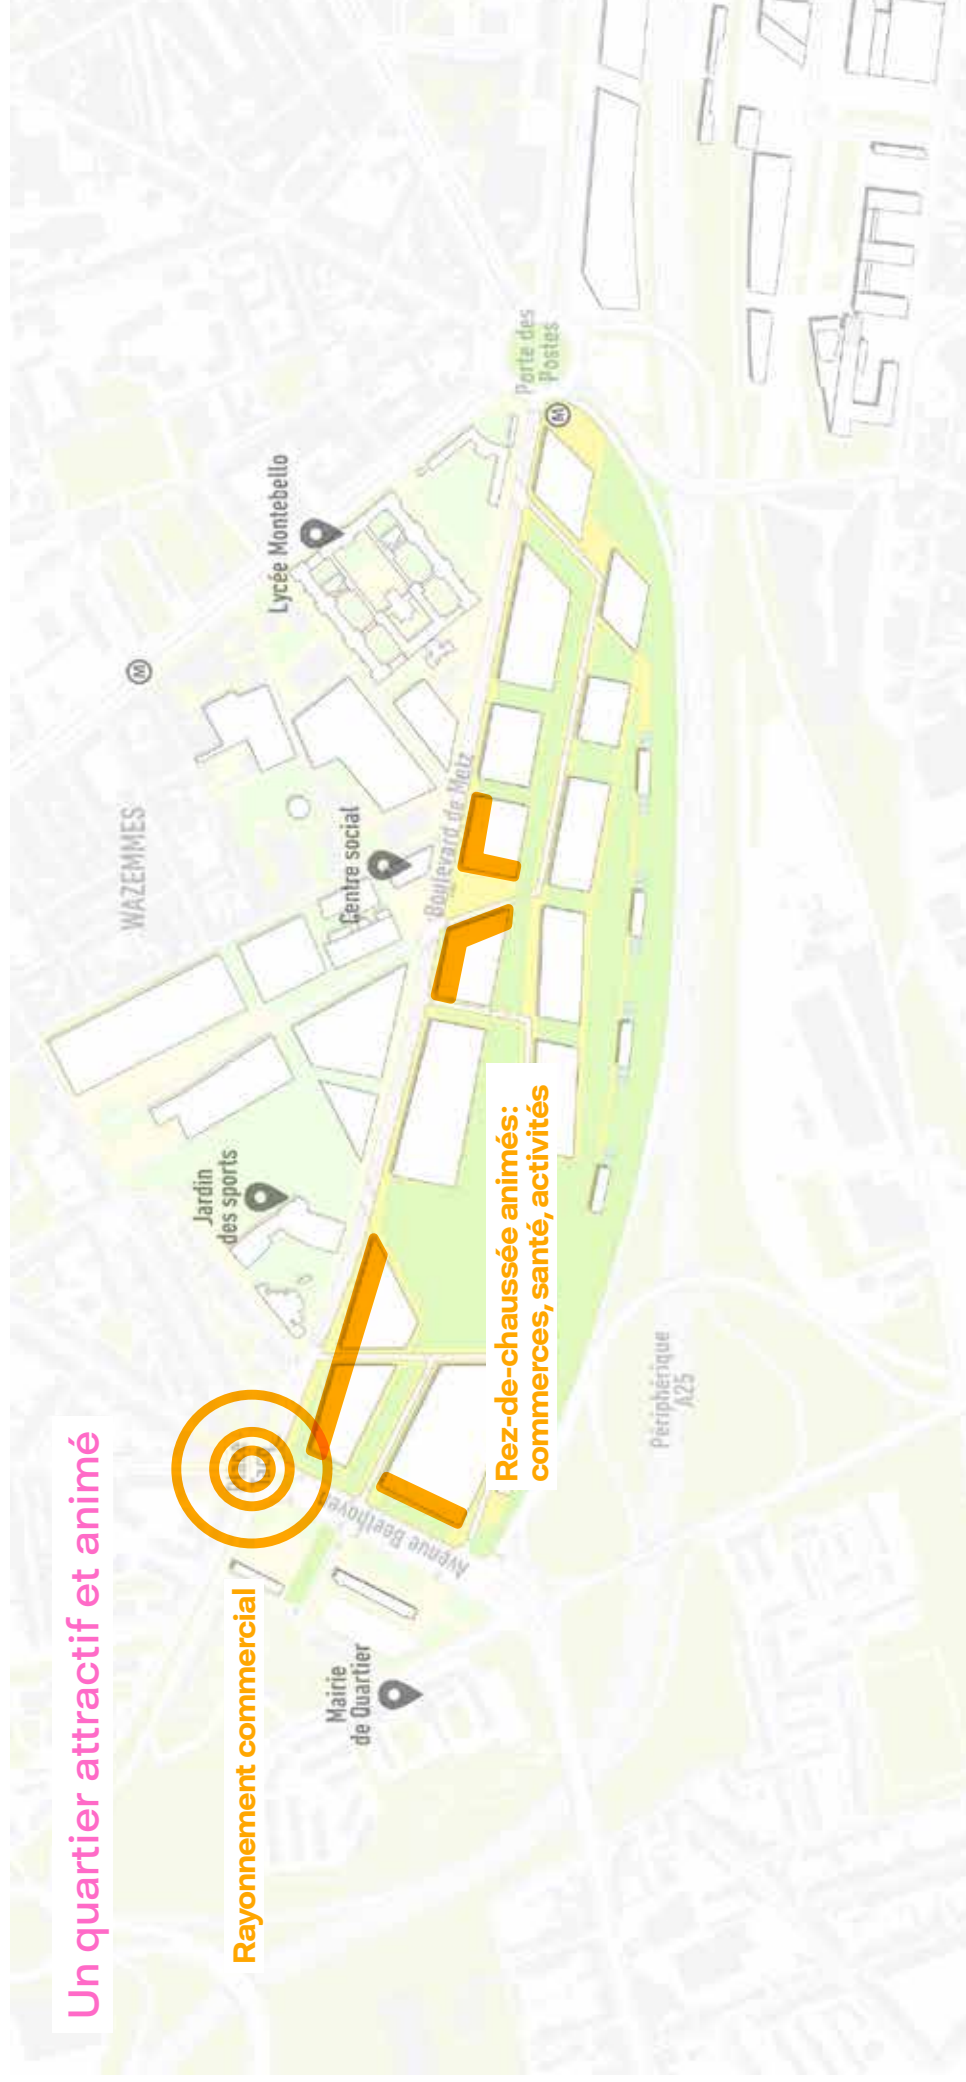 Un quartier attractif et animé
Rayonnement commercial
Mairie
de Quartier
Avenue Beethoven
Jardin
des sports
Rez-de-chaussée animés:
commerces, santé, activités
Périphérique
A25
WAZEMMES
Centre social
Boulevard de Metz
M
Lycée Montebello
M
Porte des
Postes